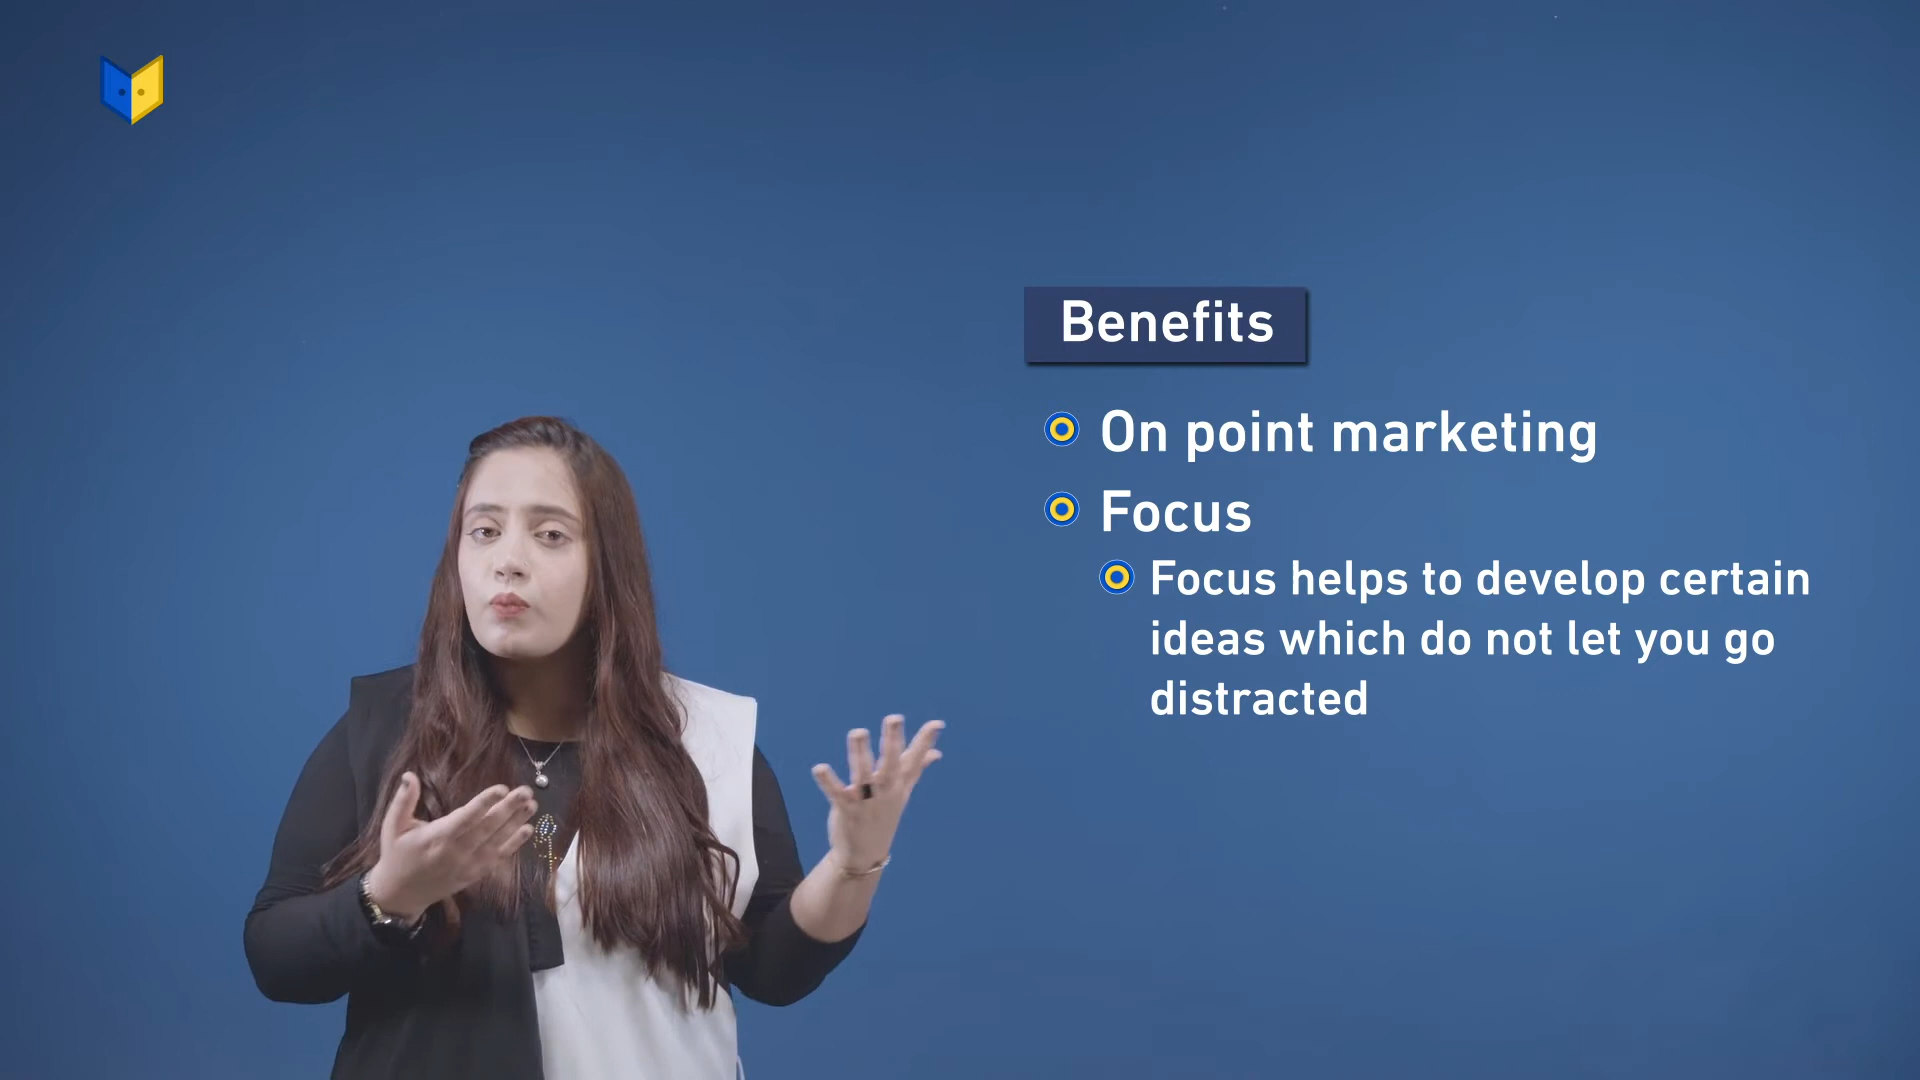 Benefits
On point marketing
Focus
Focus helps to develop certain
ideas which do not let you go
distracted